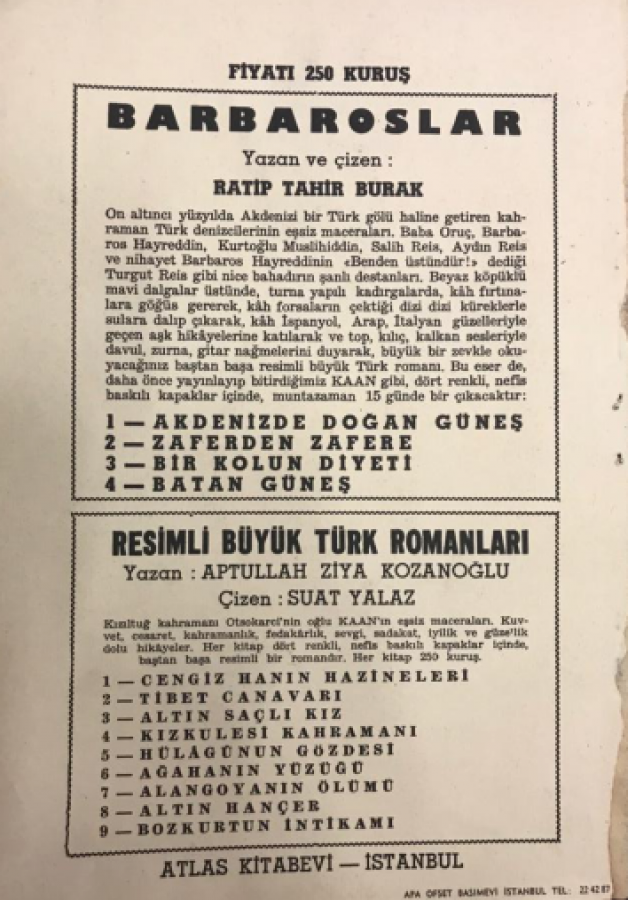 FİYATI 250 KURUŞ
BARBAROSLAR
Yazan ve çizen :
RATİP TAHİR BURAK
On altıncı yüzyılda Akdenizi bir Türk gölü haline getiren kah-
raman Türk denizcilerinin eşsiz maceraları. Baba Oruç, Barba-
ros Hayreddin, Kurtoğlu Muslihiddin, Salih Reis, Aydın Reis
ve nihayet Barbaros Hayreddinin «Benden üstündür!» dediği
Turgut Reis gibi nice bahadırın şanlı destanları. Beyaz köpüklü
mavi dalgalar üstünde, turna yapılı kadırgalarda, kâh fırtına-
lara göğüs gererek, kâh forsaların çektiği dizi dizi küreklerle
sulara dalıp çıkarak, kâh İspanyol, Arap, İtalyan güzelleriyle
geçen aşk hikâyelerine katılarak ve top, kılıç, kalkan sesleriyle
davul, zurna, gitar nağmelerini duyarak, büyük bir zevkle oku-
yacağınız baştan başa resimli büyük Türk romanı. Bu eser de,
daha önce yayınlayıp bitirdiğimiz KAAN gibi, dört renkli, nefis
baskılı kapaklar içinde, muntazaman 15 günde bir çıkacaktır:
1 — AKDENİZDE DOĞAN GÜNEŞ
2 — ZAFERDEN ZAFERE
3 — BİR KOLUN DİYETİ
4 — BATAN GÜNEŞ
RESİMLİ BÜYÜK TÜRK ROMANLARI
Yazan : APTULLAH ZİYA KOZANOĞLU
Çizen : SUAT YALAZ
Kızıltuğ kahramanı Otsokarcı'nin oğlu KAAN'ın eşsiz maceraları. Kuv-
vet, cesaret, kahramanlık, fedakârlık, sevgi, sadakat, iyilik ve güzellik
dolu hikâyeler. Her kitap dört renkli, nefis baskılı kapaklar içinde,
baştan başa resimli bir romandır. Her kitap 250 kuruş.
1 — CENGİZ HANIN HAZİNELERİ
2 — TİBET CANAVARI
3 — ALTIN SAÇLI KIZ
4 — KIZKULESİ KAHRAMANI
5 — HÜLÂGÜNUN GÖZDESİ
6 — AĞAHANIN YÜZÜĞÜ
7 — ALANGOYANIN ÖLÜMÜ
8 — ALTIN HANÇER
9 — BOZKURTUN İNTİKAMI
ATLAS KİTABEVİ — İSTANBUL
APA OFSET BASIMEVİ İSTANBUL TEL: 22 42 87